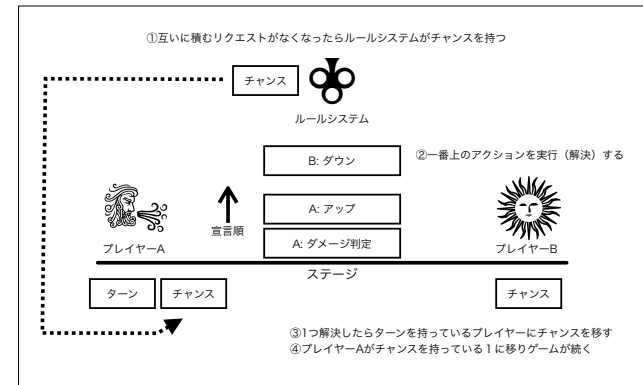 ①互いに積むリクエストがなくなったらルールシステムがチャンスを持つ
チャンス
ルールシステム
B: ダウン
②一番上のアクションを実行（解決）する
A: アップ
宣言順
A: ダメージ判定
プレイヤーA
プレイヤーB
ステージ
ターン
チャンス
チャンス
③1つ解決したらターンを持っているプレイヤーにチャンスを移す
④プレイヤーAがチャンスを持っている１に移りゲームが続く